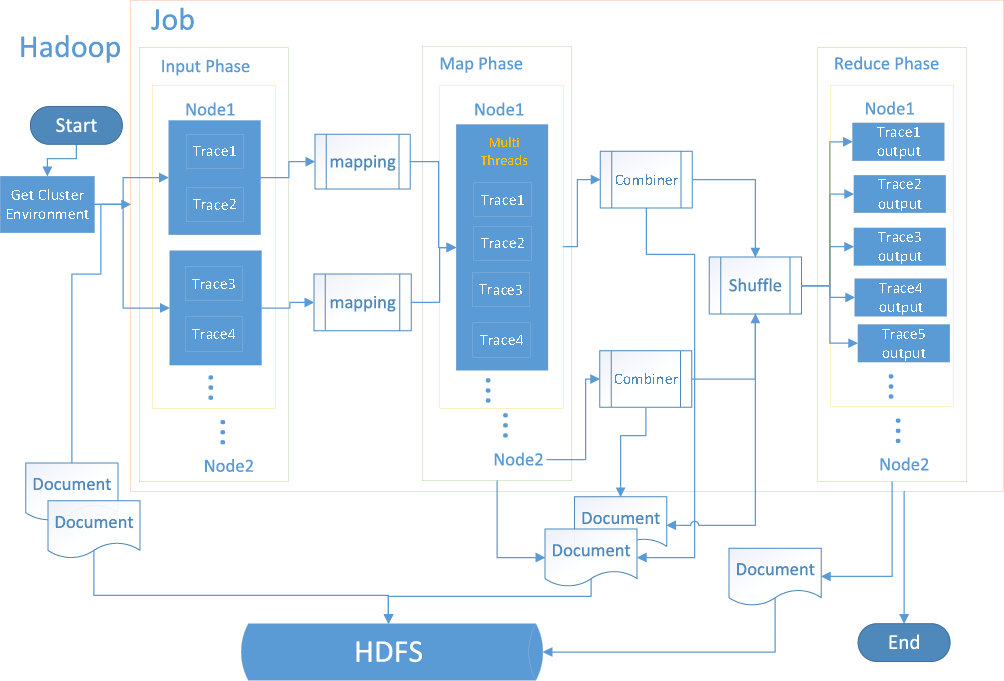 Hadoop
Job
Start
Get Cluster
Environment
Input Phase
Node1
Trace1
Trace2
Trace3
Trace4
Node2
mapping
mapping
Map Phase
Node1
Multi
Threads
Trace1
Trace2
Trace3
Trace4
Node2
Combiner
Combiner
Shuffle
Reduce Phase
Node1
Trace1
output
Trace2
output
Trace3
output
Trace4
output
Trace5
output
Node2
Document
Document
Document
Document
Document
HDFS
End